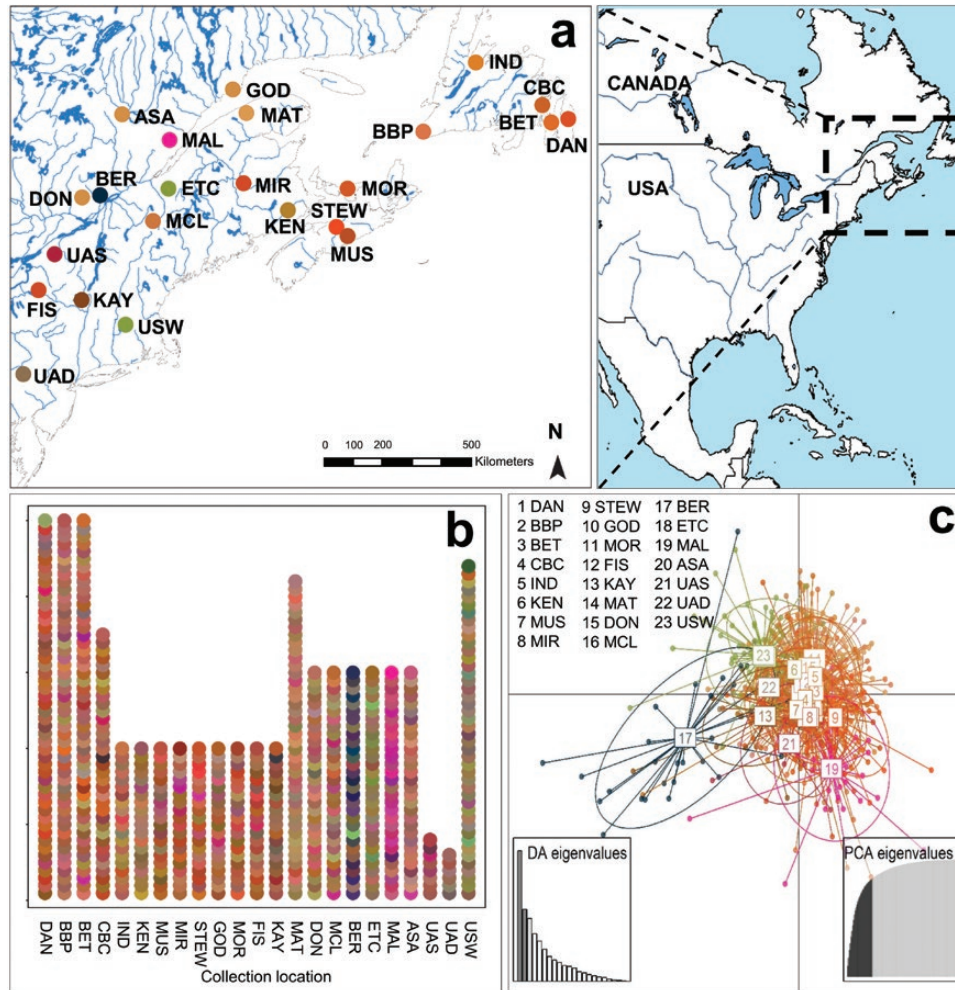 a
IND
GOD
CBC
ASA
MAT
BBP
BET
DAN
MAL
BER
ETC
MIR
MOR
DON
STEW
MCL
KEN
UAS
MUS
FIS
KAY
USW
UAD
0 100 200 500
Kilometers
N
CANADA
USA
b
DAN
BBP
BET
CBC
IND
KEN
MUS
MIR
STEW
GOD
MOR
FIS
KAY
MAT
DON
MCL
BER
ETC
MAL
ASA
UAS
UAD
USW
Collection location
c
1 DAN 9 STEW 17 BER
2 BBP 10 GOD 18 ETC
3 BET 11 MOR 19 MAL
4 CBC 12 FIS 20 ASA
5 IND 13 KAY 21 UAS
6 KEN 14 MAT 22 UAD
7 MUS 15 DON 23 USW
8 MIR 16 MCL
23
6
5
22
3
4
13
7
8
9
17
21
19
DA eigenvalues
PCA eigenvalues